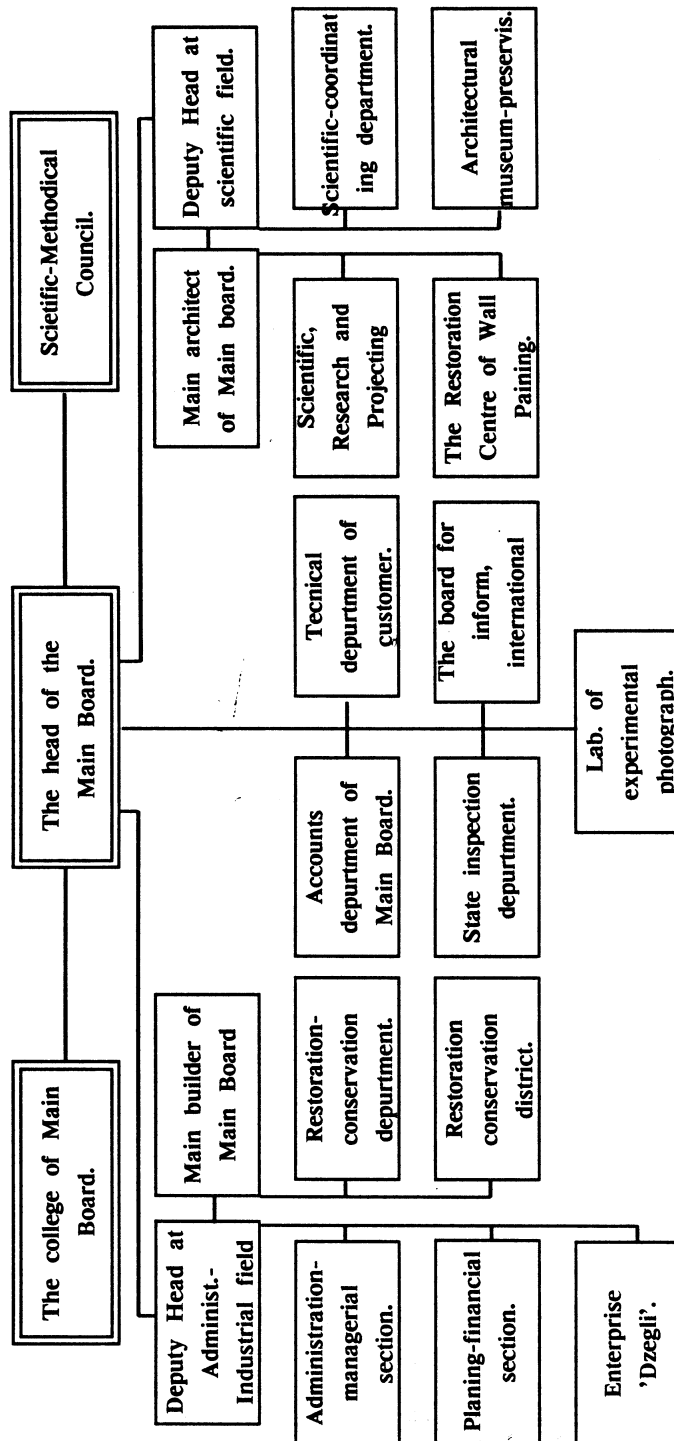 The college of Main
Board.
The head of the
Main Board.
Scietific-Methodical
Council.
Deputy Head at
Administ.-
Industrial field
Main builder of
Main Board
Main architect
of Main board.
Deputy Head at
scientific field.
Administration-
managerial
section.
Restoration-
conservation
depurtment.
Accounts
depurtment of
Main Board.
Tecnical
depurtment of
customer.
Scientific,
Research and
Projecting
Scientific-coordinat
ing department.
Planing-financial
section.
Restoration
conservation
district.
State inspection
depurtment.
The board for
inform,
international
The Restoration
Centre of Wall
Paining.
Architectural
museum-preservis.
Enterprise
'Dzegli'.
Lab. of
experimental
photograph.